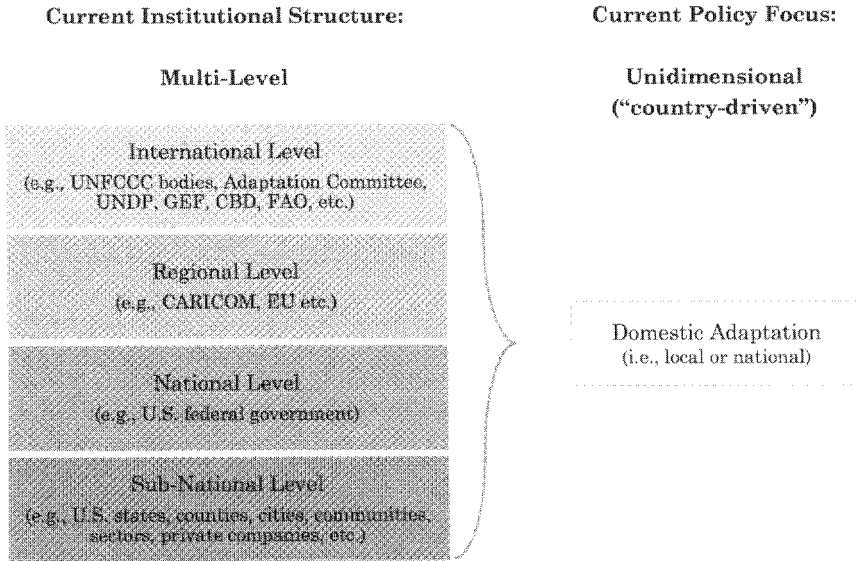 Current Institutional Structure:
Multi-Level
International Level
(e.g., UNFCCC bodies, Adaptation Committee,
UNDP, GEF, CBD, FAO, etc.)
Regional Level
(e.g., CARICOM, EU etc.)
National Level
(e.g., U.S. federal government)
Sub-National Level
(e.g., U.S. states, counties, cities, communities,
sectors, private companies, etc.)
Current Policy Focus:
Unidimensional
(“country-driven”)
Domestic Adaptation
(i.e., local or national)